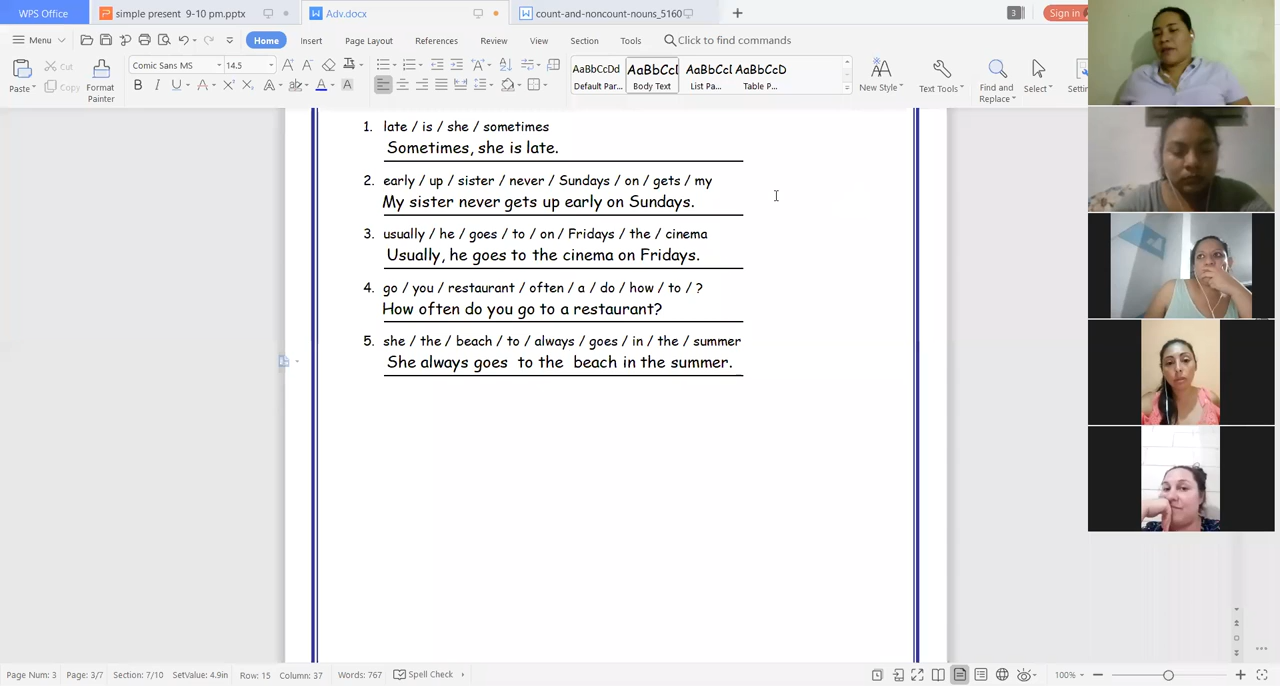 WPS Office
simple present 9-10 pm.pptx
Adv.docx
count-and-noncount-nouns_5160
3
Sign in
Menu
Home
Insert
Page Layout
References
Review
View
Section
Tools
Click to find commands
Paste
Cut
Copy
Format Painter
Comic Sans MS
14.5
AaBbCcDd
Default Par...
AaBbCcI
Body Text
AaBbCcI
List Pa...
AaBbCcD
Table P...
New Style
Text Tools
Find and Replace
Select
1. late / is / she / sometimes
Sometimes, she is late.
2. early / up / sister / never / Sundays / on / gets / my
My sister never gets up early on Sundays.
3. usually / he / goes / to / on / Fridays / the / cinema
Usually, he goes to the cinema on Fridays.
4. go / you / restaurant / often / a / do / how / to / ?
How often do you go to a restaurant?
5. she / the / beach / to / always / goes / in / the / summer
She always goes to the beach in the summer.
Page Num: 3 Page: 3/7 Section: 7/10 SetValue: 4.9in Row: 15 Column: 37 Words: 767 Spell Check
100%